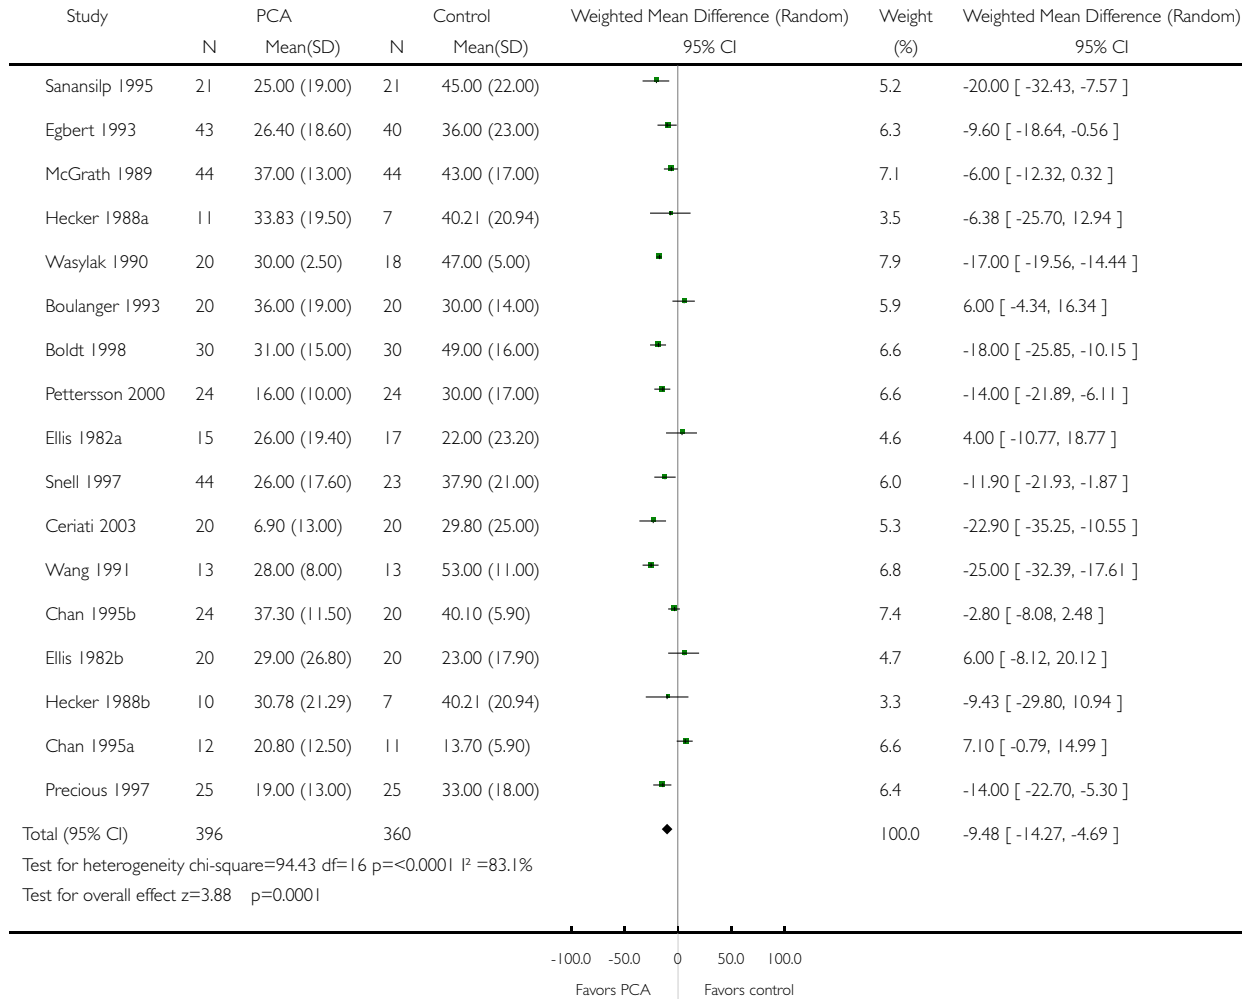 Study PCA Control Weighted Mean Difference (Random) Weight Weighted Mean Difference (Random)
N Mean(SD) N Mean(SD) 95% CI (%) 95% CI
Sanansilp 1995 21 25.00 (19.00) 21 45.00 (22.00) 5.2 -20.00 [ -32.43, -7.57 ]
Egbert 1993 43 26.40 (18.60) 40 36.00 (23.00) 6.3 -9.60 [ -18.64, -0.56 ]
McGrath 1989 44 37.00 (13.00) 44 43.00 (17.00) 7.1 -6.00 [ -12.32, 0.32 ]
Hecker 1988a 11 33.83 (19.50) 7 40.21 (20.94) 3.5 -6.38 [ -25.70, 12.94 ]
Wasylak 1990 20 30.00 (2.50) 18 47.00 (5.00) 7.9 -17.00 [ -19.56, -14.44 ]
Boulanger 1993 20 36.00 (19.00) 20 30.00 (14.00) 5.9 6.00 [ -4.34, 16.34 ]
Boldt 1998 30 31.00 (15.00) 30 49.00 (16.00) 6.6 -18.00 [ -25.85, -10.15 ]
Pettersson 2000 24 16.00 (10.00) 24 30.00 (17.00) 6.6 -14.00 [ -21.89, -6.11 ]
Ellis 1982a 15 26.00 (19.40) 17 22.00 (23.20) 4.6 4.00 [ -10.77, 18.77 ]
Snell 1997 44 26.00 (17.60) 23 37.90 (21.00) 6.0 -11.90 [ -21.93, -1.87 ]
Ceriati 2003 20 6.90 (13.00) 20 29.80 (25.00) 5.3 -22.90 [ -35.25, -10.55 ]
Wang 1991 13 28.00 (8.00) 13 53.00 (11.00) 6.8 -25.00 [ -32.39, -17.61 ]
Chan 1995b 24 37.30 (11.50) 20 40.10 (5.90) 7.4 -2.80 [ -8.08, 2.48 ]
Ellis 1982b 20 29.00 (26.80) 20 23.00 (17.90) 4.7 6.00 [ -8.12, 20.12 ]
Hecker 1988b 10 30.78 (21.29) 7 40.21 (20.94) 3.3 -9.43 [ -29.80, 10.94 ]
Chan 1995a 12 20.80 (12.50) 11 13.70 (5.90) 6.6 7.10 [ -0.79, 14.99 ]
Precious 1997 25 19.00 (13.00) 25 33.00 (18.00) 6.4 -14.00 [ -22.70, -5.30 ]
Total (95% CI) 396 360 100.0 -9.48 [ -14.27, -4.69 ]
Test for heterogeneity chi-square=94.43 df=16 p=<0.0001 I² =83.1%
Test for overall effect z=3.88 p=0.0001
-100.0 -50.0 0 50.0 100.0
Favors PCA Favors control